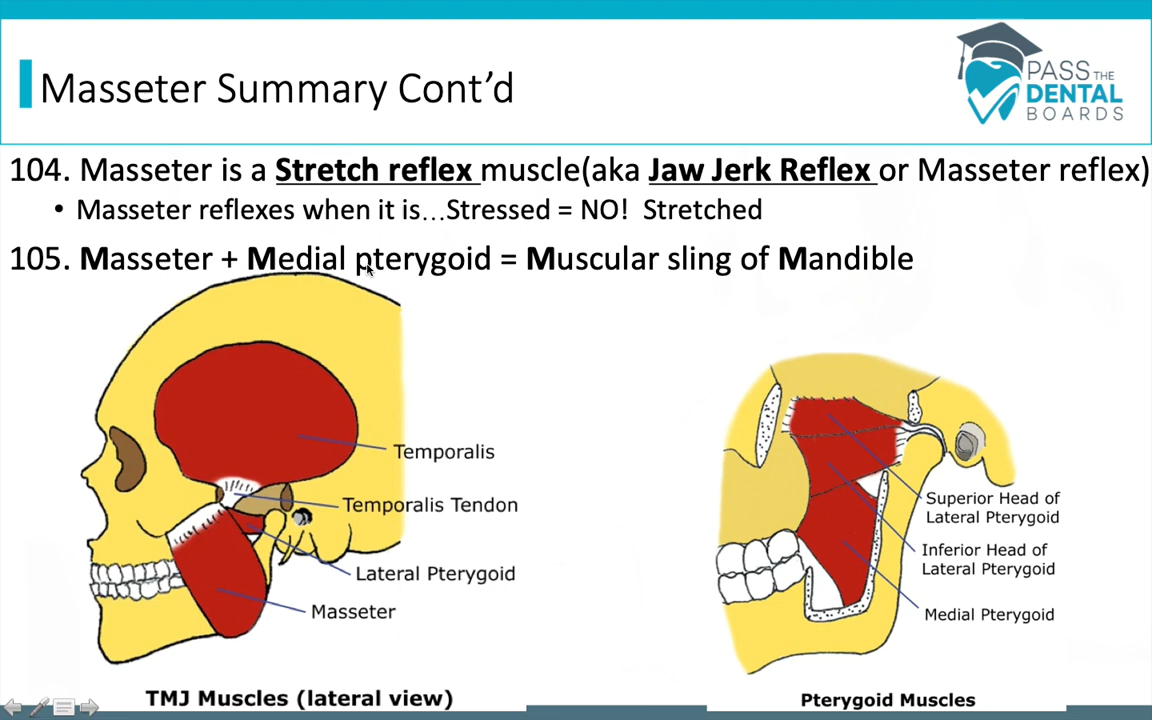 Masseter Summary Cont’d
PASS THE
DENTAL
BOARDS
104. Masseter is a Stretch reflex muscle(aka Jaw Jerk Reflex or Masseter reflex)
• Masseter reflexes when it is…Stressed = NO!  Stretched
105. Masseter + Medial pterygoid = Muscular sling of Mandible
Temporalis
Temporalis Tendon
Lateral Pterygoid
Masseter
TMJ Muscles (lateral view)
Superior Head of
Lateral Pterygoid
Inferior Head of
Lateral Pterygoid
Medial Pterygoid
Pterygoid Muscles